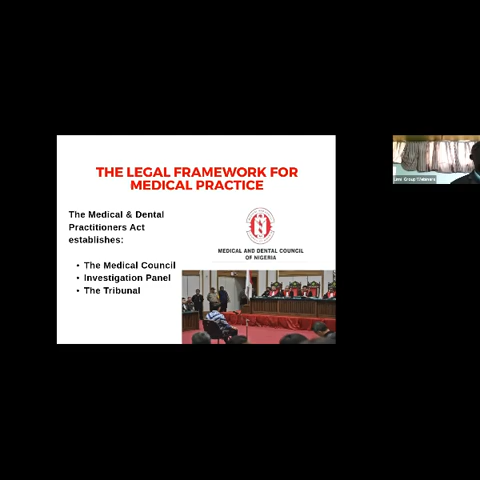 THE LEGAL FRAMEWORK FOR
MEDICAL PRACTICE
The Medical & Dental
Practitioners Act
establishes:
• The Medical Council
• Investigation Panel
• The Tribunal
MEDICAL AND DENTAL COUNCIL
OF NIGERIA